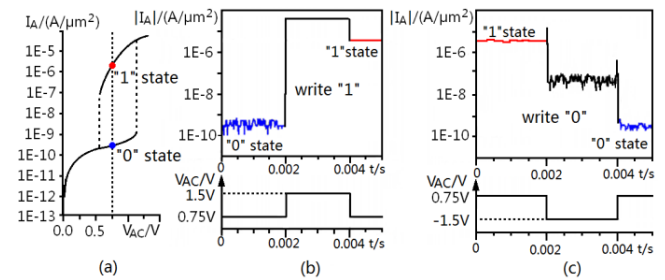 I_A/(A/μm²)
1E-5
1E-6
1E-7
1E-8
1E-9
1E-10
1E-11
1E-12
1E-13
"1" state
"0" state
0.0
0.5
V_AC/V
(a)
|I_A|/(A/μm²)
1E-6
1E-8
1E-10
"1"state
write "1"
"0" state
0
0.002
0.004
t/s
V_AC/V
1.5V
0.75V
0
0.002
0.004
t/s
(b)
|I_A|/(A/μm²)
1E-6
1E-8
1E-10
"1"state
write "0"
"0" state
0
0.002
0.004
t/s
V_AC/V
0.75V
-1.5V
0
0.002
0.004
t/s
(c)